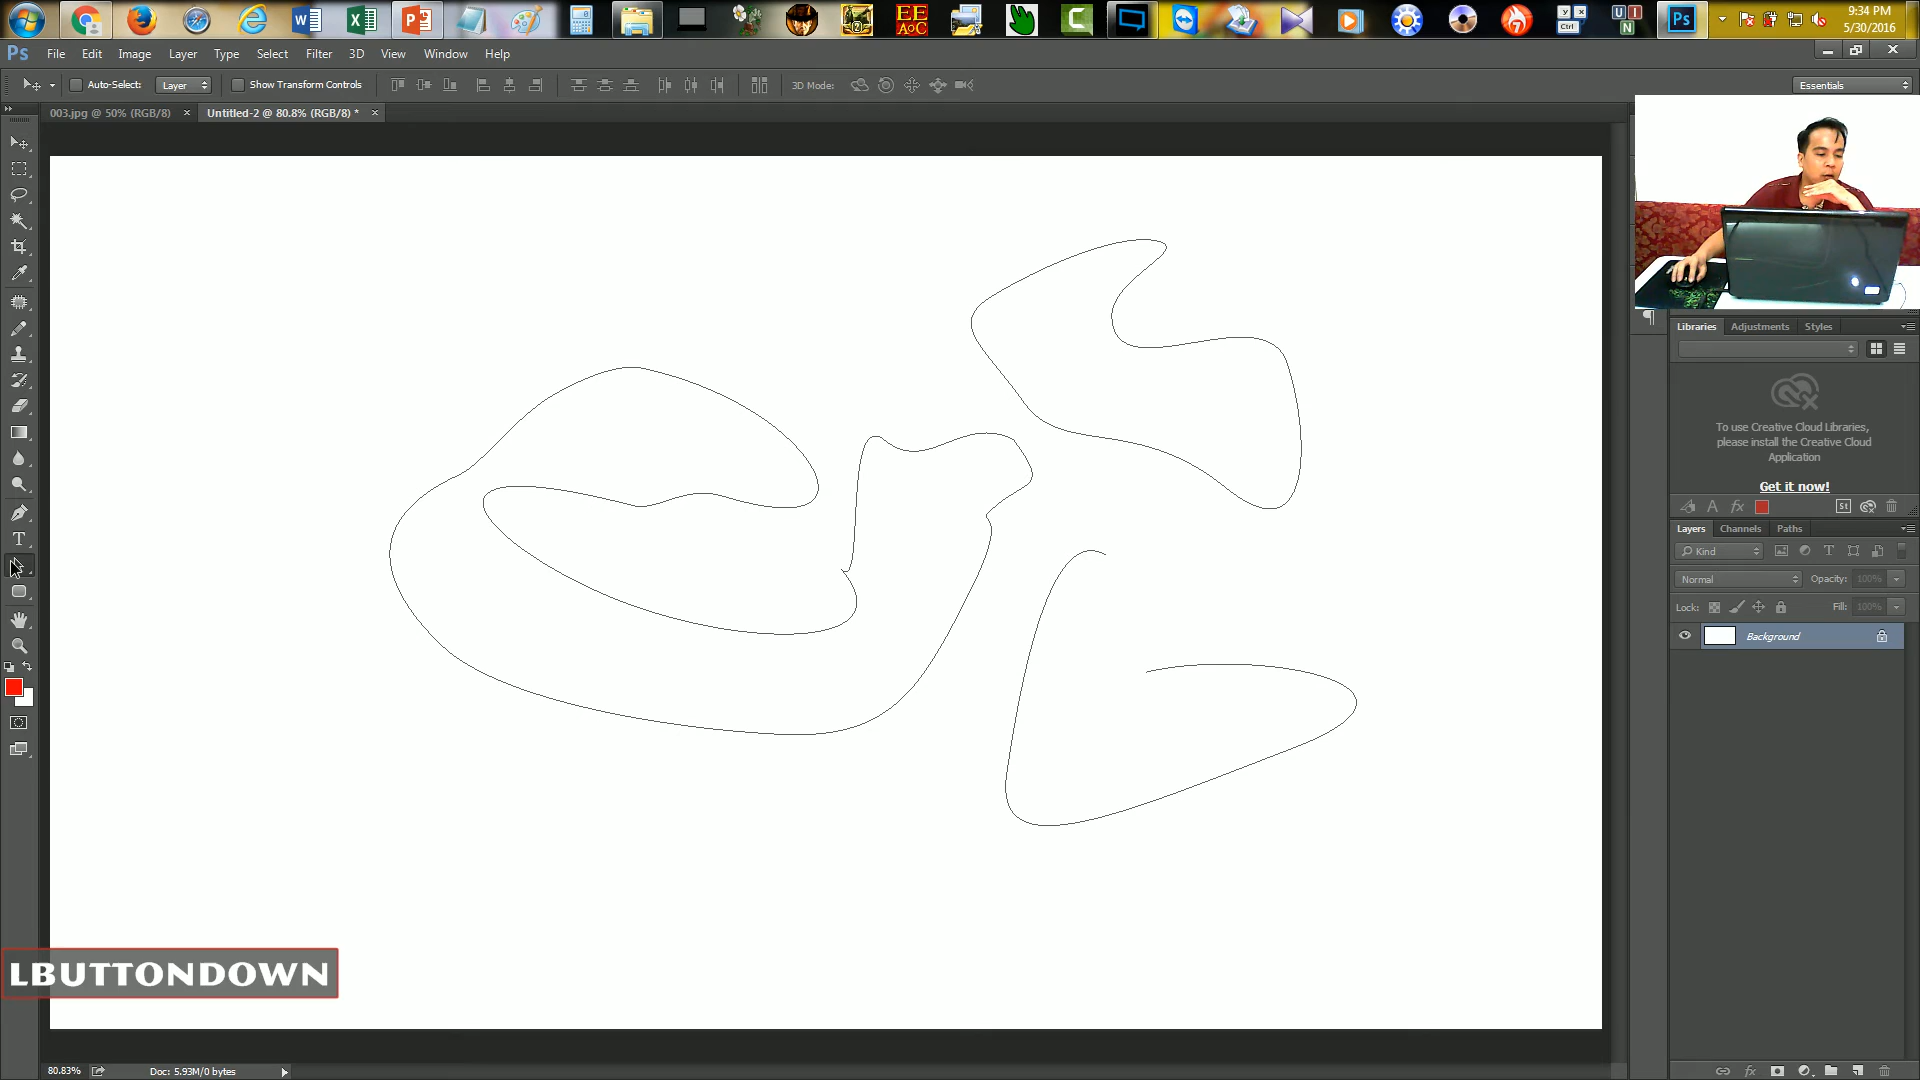 9:34 PM
5/30/2016
Ps
File Edit Image Layer Type Select Filter 3D View Window Help
Auto-Select: Layer Show Transform Controls 3D Mode: Essentials
003.jpg @ 50% (RGB/8) × Untitled-2 @ 80.8% (RGB/8) * ×
Libraries Adjustments Styles
To use Creative Cloud Libraries,
please install the Creative Cloud
Application
Get it now!
Layers Channels Paths
Kind
Normal Opacity: 100%
Lock: Fill: 100%
Background
LBUTTONDOWN
80.83% Doc: 5.93M/0 bytes